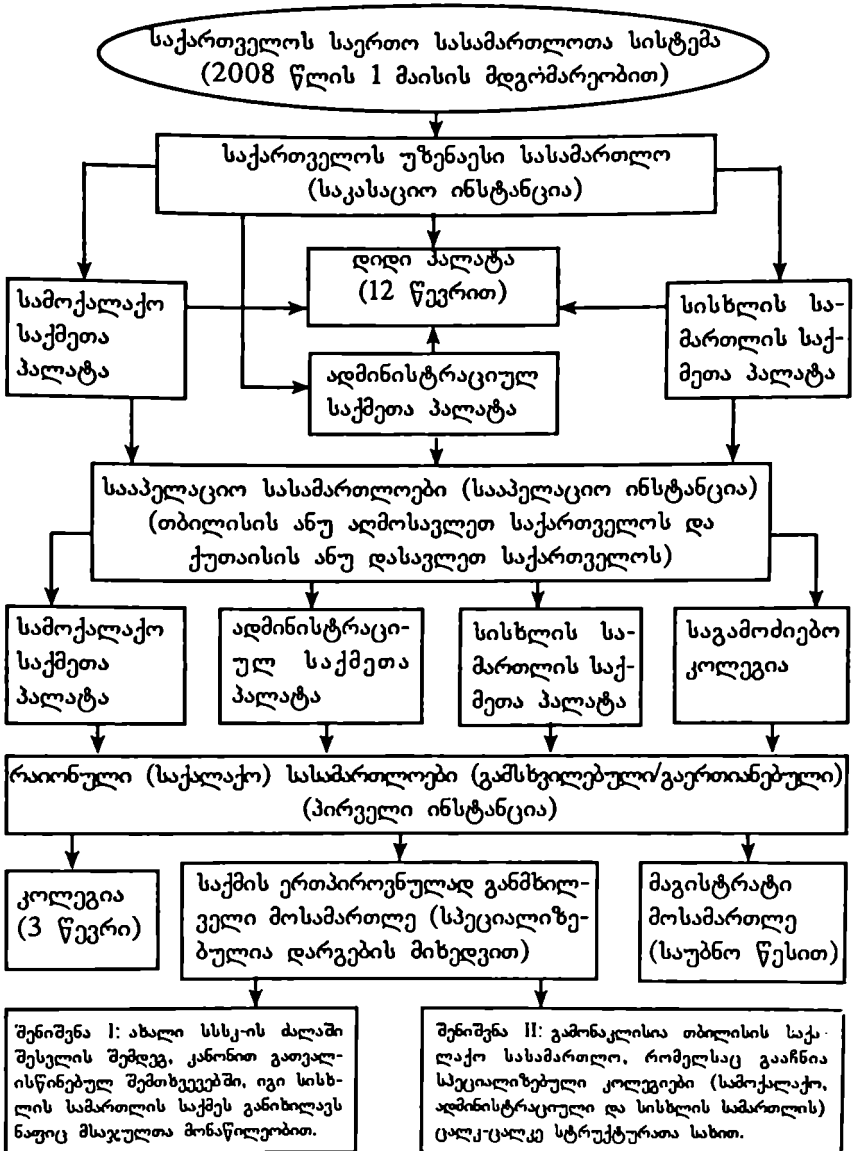 საქართველოს საერთო სასამართლოთა სისტემა
(2008 წლის 1 მაისის მდგომარეობით)
საქართველოს უზენაესი სასამართლო
(საკასაციო ინსტანცია)
დიდი პალატა
(12 წევრით)
სამოქალაქო
საქმეთა
პალატა
ადმინისტრაციულ
საქმეთა პალატა
სისხლის სა-
მართლის საქ-
მეთა პალატა
სააპელაციო სასამართლოები (სააპელაციო ინსტანცია)
(თბილისის ანუ აღმოსავლეთ საქართველოს და
ქუთაისის ანუ დასავლეთ საქართველოს)
სამოქალაქო
საქმეთა
პალატა
ადმინისტრაცი-
ულ საქმეთა
პალატა
სისხლის სა-
მართლის საქ-
მეთა პალატა
საგამოძიებო
კოლეგია
რაიონული (საქალაქო) სასამართლოები (გამსხვილებული/გაერთიანებული)
(პირველი ინსტანცია)
კოლეგია
(3 წევრი)
საქმის ერთპიროვნულად განმხილ-
ველი მოსამართლე (სპეციალიზე-
ბულია დარგების მიხედვით)
მაგისტრატი
მოსამართლე
(საუბნო წესით)
შენიშვნა I: ახალი სსსკ-ის ძალაში
შესვლის შემდეგ, კანონით გათვალ-
ისწინებულ შემთხვევებში, იგი სისხ-
ლის სამართლის საქმეს განიხილავს
ნაფიც მსაჯულთა მონაწილეობით.
შენიშვნა II: გამონაკლისია თბილისის საქა-
ლაქო სასამართლო, რომელსაც გააჩნია
სპეციალიზებული კოლეგიები (სამოქალაქო,
ადმინისტრაციული და სისხლის სამართლის)
ცალკ-ცალკე სტრუქტურათა სახით.